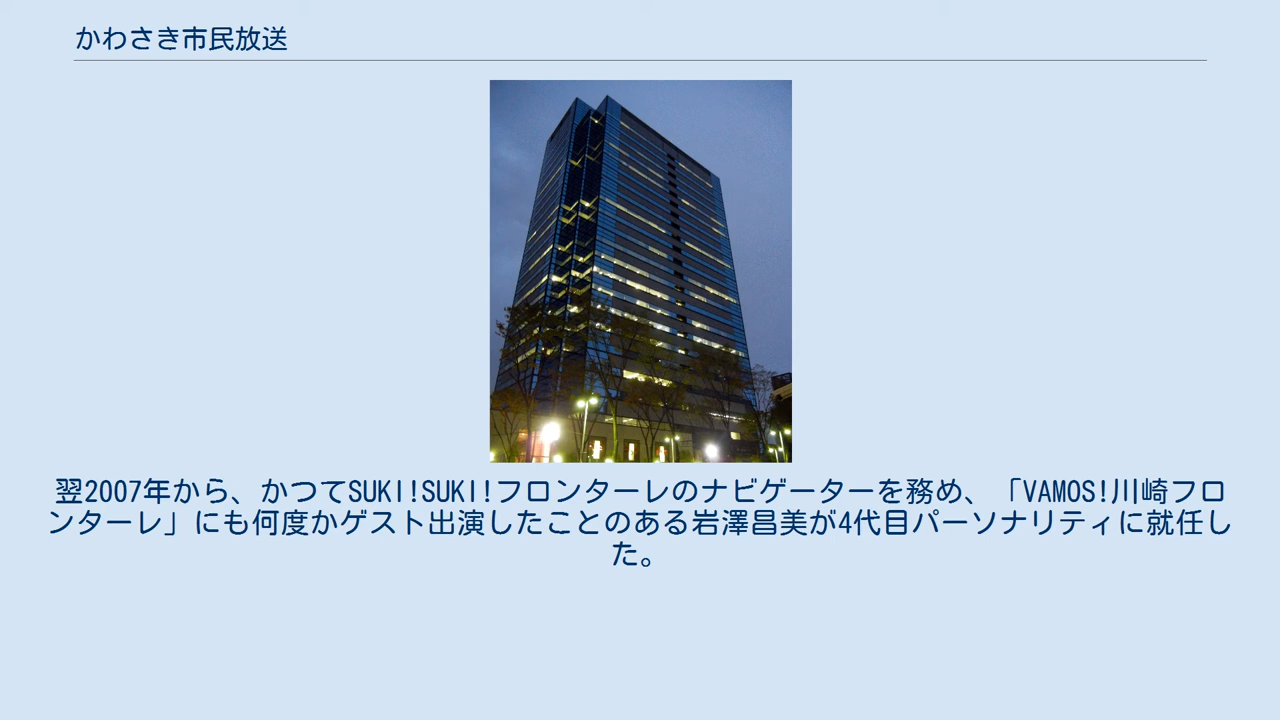 かわさき市民放送
翌2007年から、かつてSUKI!SUKI!フロンターレのナビゲーターを務め、「VAMOS!川崎フロ
ンターレ」にも何度かゲスト出演したことのある岩澤昌美が4代目パーソナリティに就任し
た。